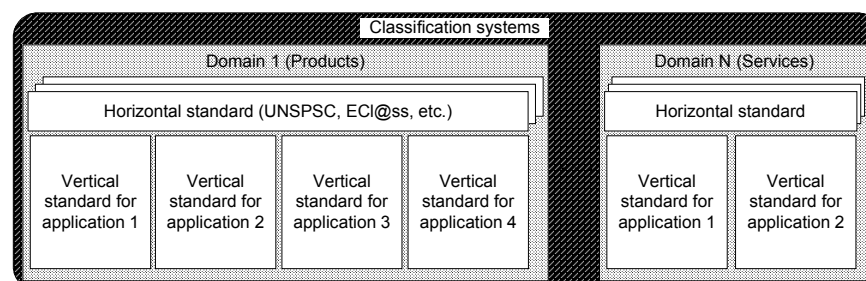 Classification systems
Domain 1 (Products)
Horizontal standard (UNSPSC, ECl@ss, etc.)
Vertical
standard for
application 1
Vertical
standard for
application 2
Vertical
standard for
application 3
Vertical
standard for
application 4
Domain N (Services)
Horizontal standard
Vertical
standard for
application 1
Vertical
standard for
application 2